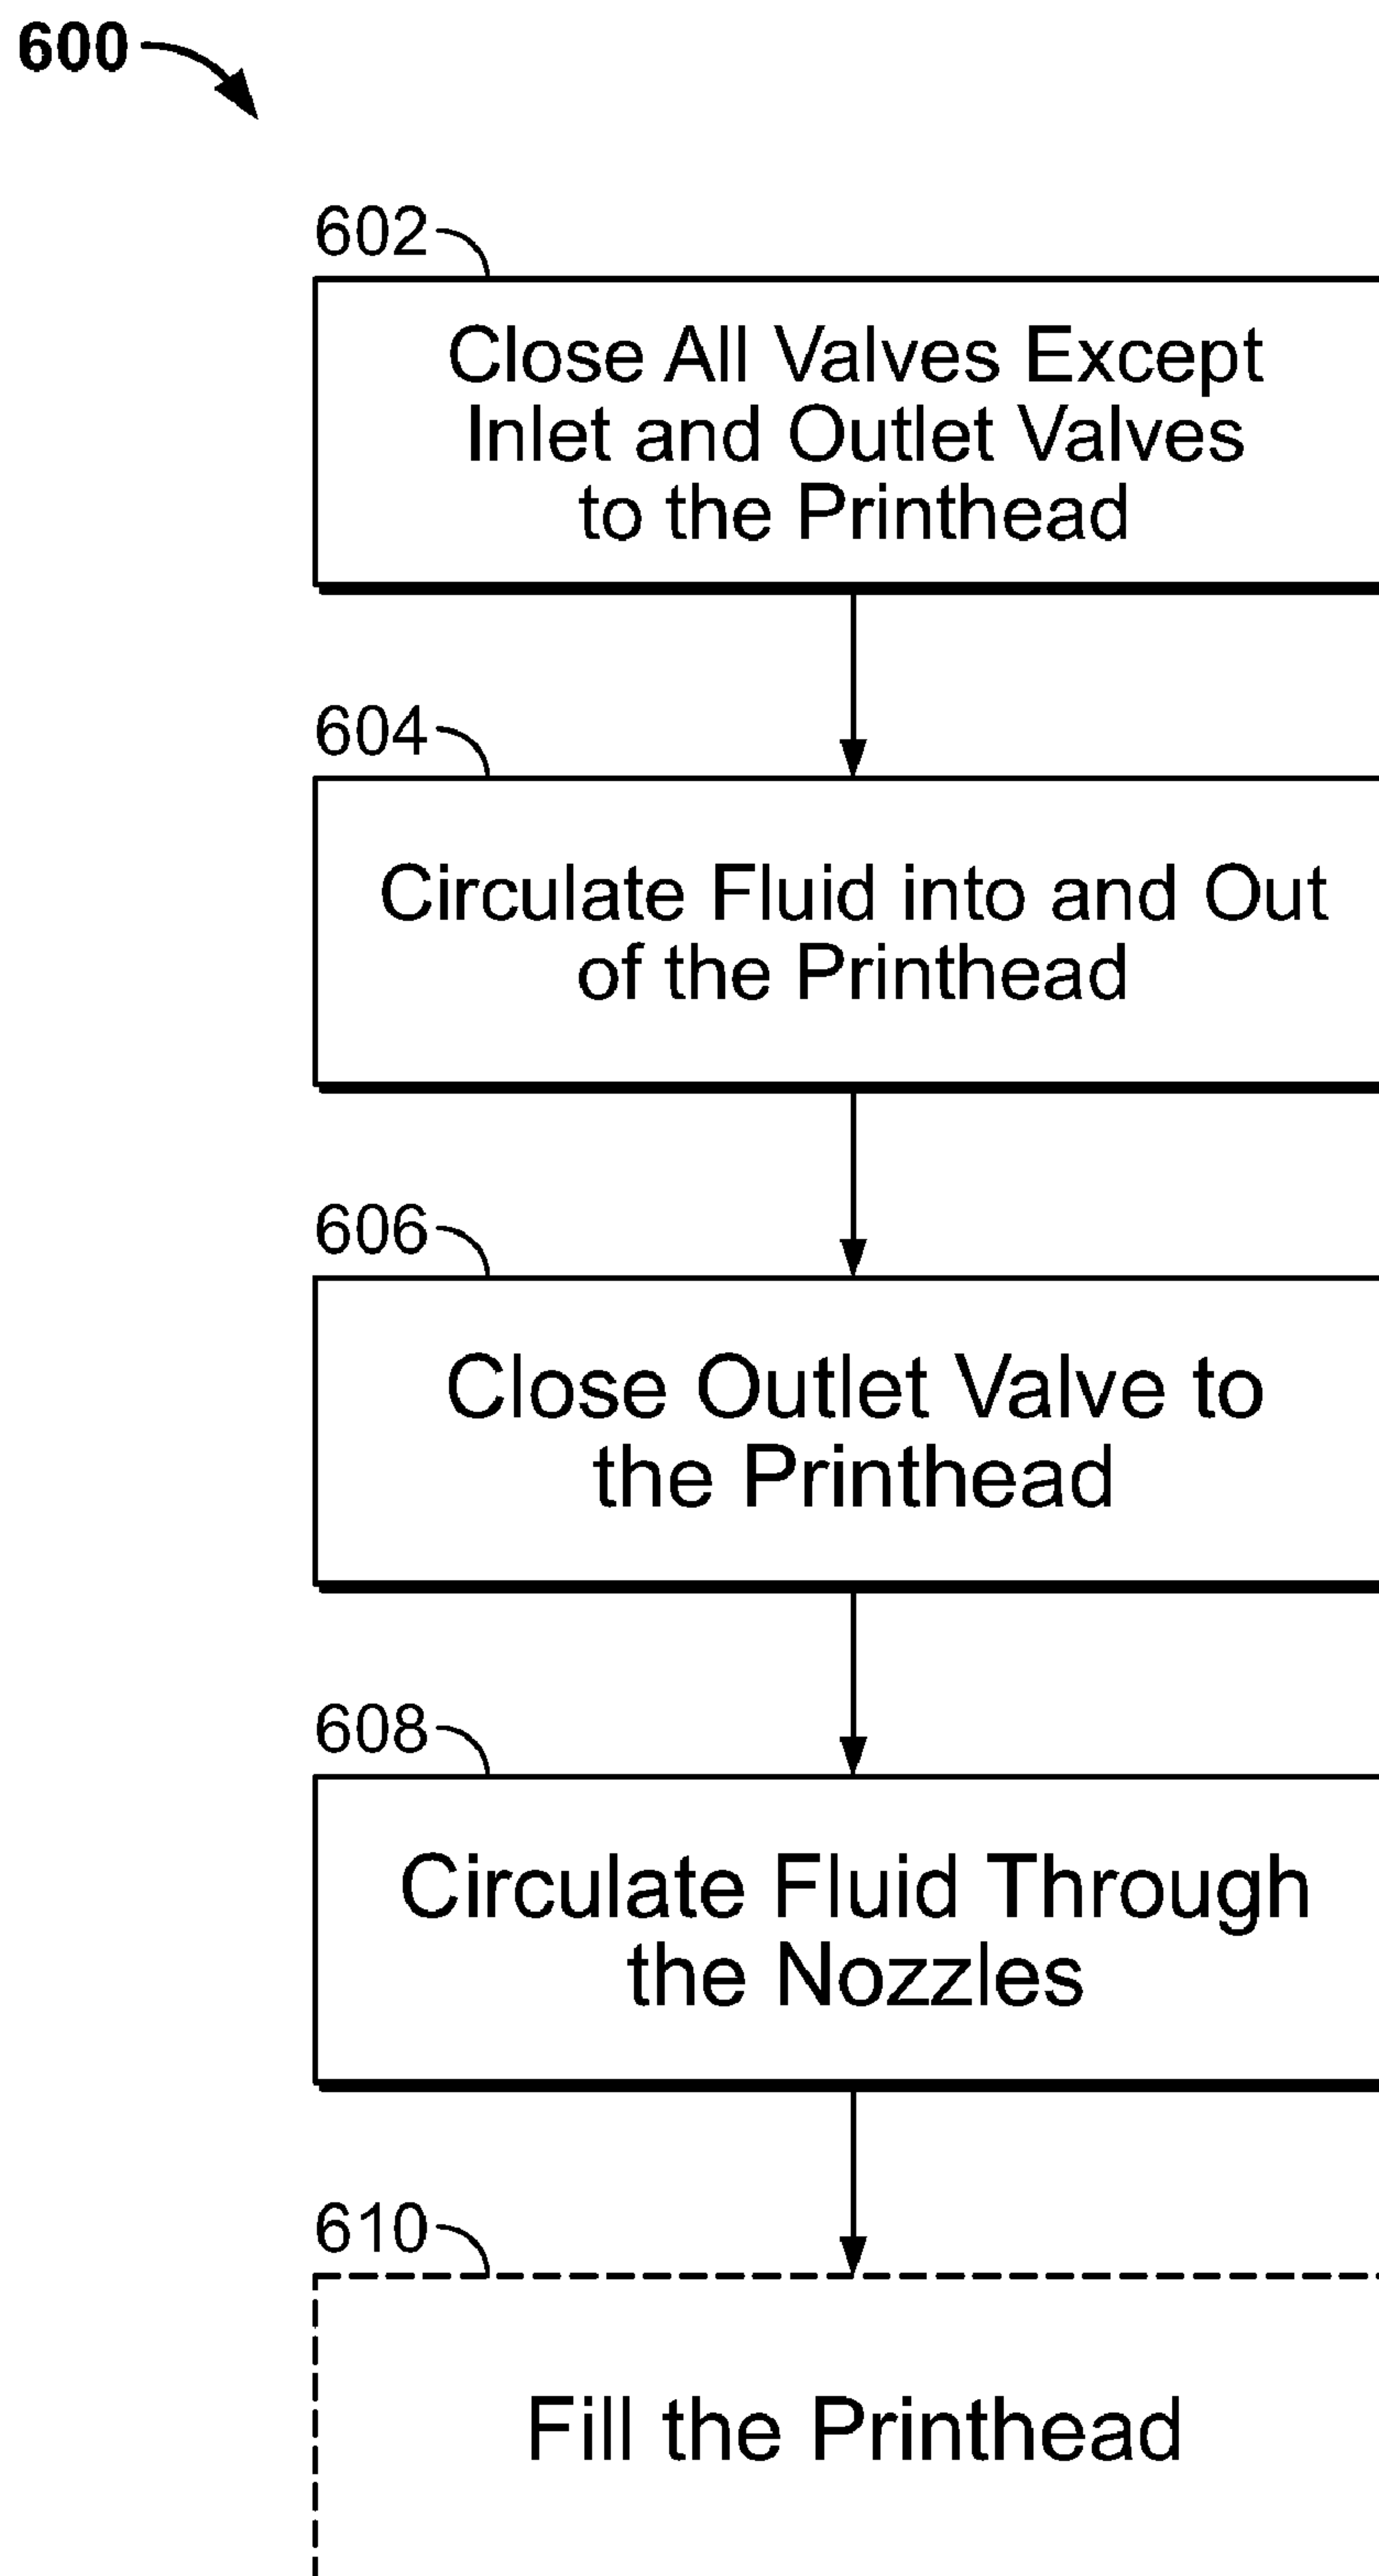 600
602
Close All Valves Except
Inlet and Outlet Valves
to the Printhead
604
Circulate Fluid into and Out
of the Printhead
606
Close Outlet Valve to
the Printhead
608
Circulate Fluid Through
the Nozzles
610
Fill the Printhead